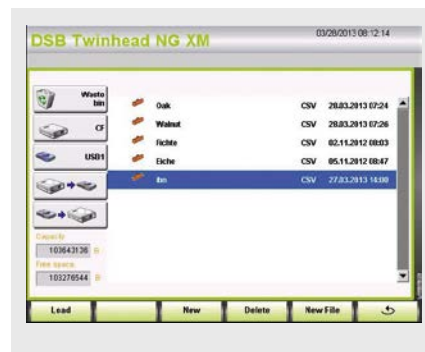 DSB Twinhead NG XM
03/28/2013 08:12:14
Waste bin
CF
USB1
Oak CSV 28.03.2013 07:24
Walnut CSV 28.03.2013 07:26
Fichte CSV 02.11.2012 08:03
Eiche CSV 05.11.2012 08:47
ibn CSV 27.03.2013 14:00
Capacity
103643136 B
Free space
103276544 B
Load
New
Delete
New File